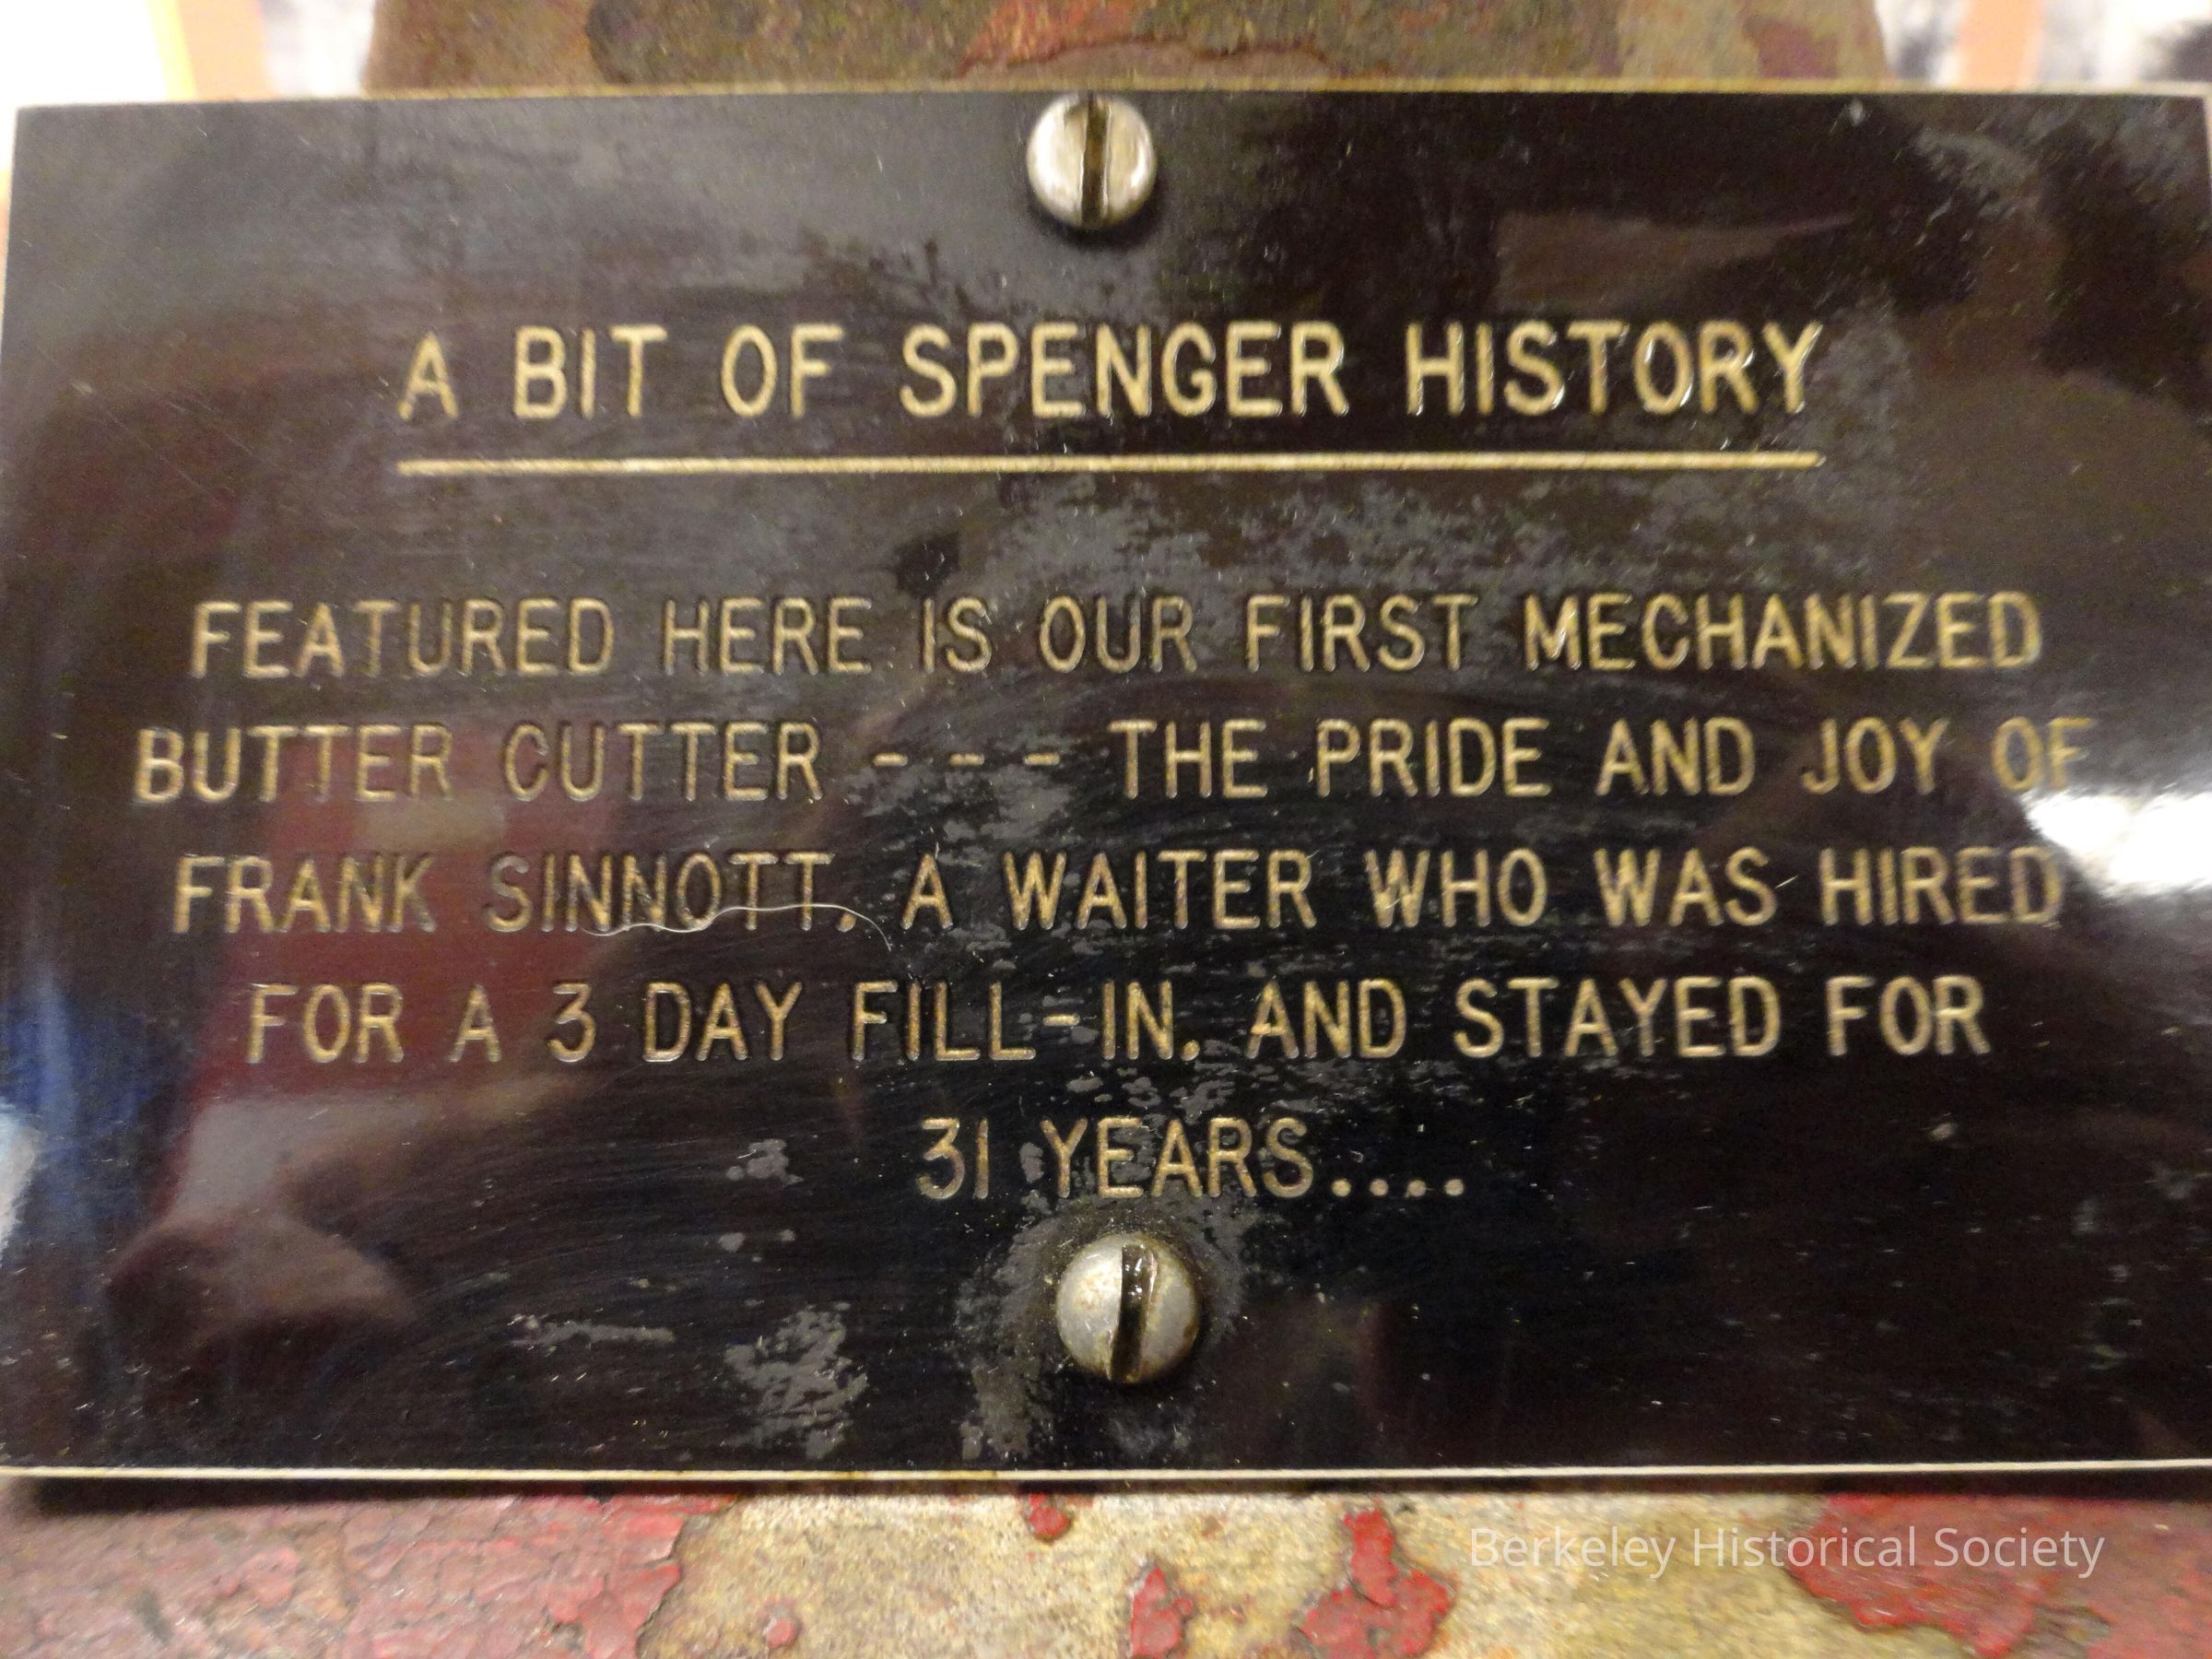 A BIT OF SPENGER HISTORY
FEATURED HERE IS OUR FIRST MECHANIZED
BUTTER CUTTER - - - THE PRIDE AND JOY OF
FRANK SINNOTT, A WAITER WHO WAS HIRED
FOR A 3 DAY FILL-IN, AND STAYED FOR
31 YEARS....
Berkeley Historical Society